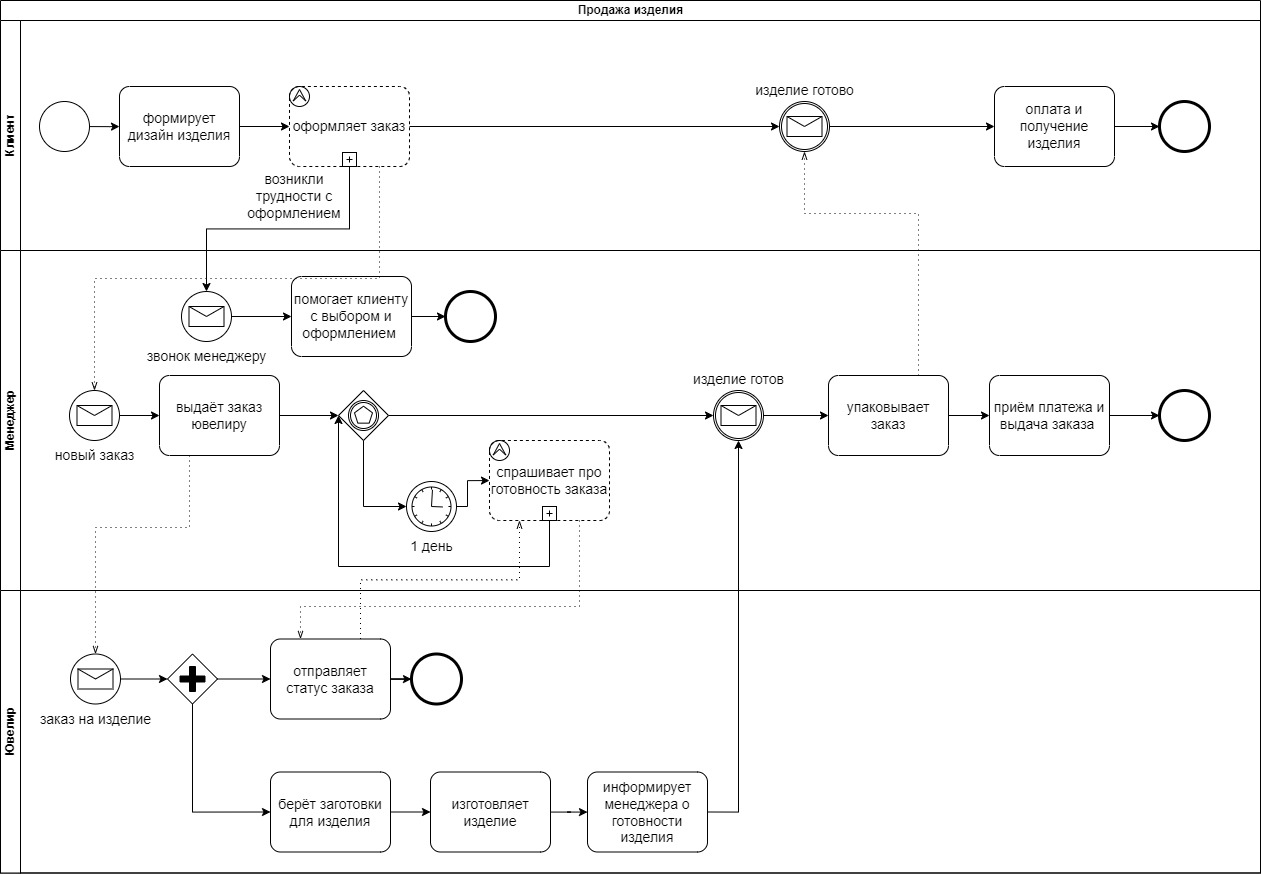 Продажа изделия
Клиент
формирует
дизайн изделия
оформляет заказ
возникли
трудности с
оформлением
изделие готово
оплата и
получение
изделия
Менеджер
звонок менеджеру
помогает клиенту
с выбором и
оформлением
новый заказ
выдаёт заказ
ювелиру
1 день
спрашивает про
готовность заказа
изделие готов
упаковывает
заказ
приём платежа и
выдача заказа
Ювелир
заказ на изделие
отправляет
статус заказа
берёт заготовки
для изделия
изготовляет
изделие
информирует
менеджера о
готовности
изделия